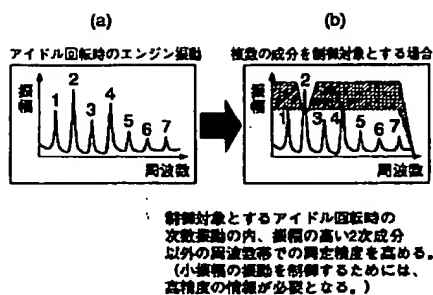 (a)
アイドル回転時のエンジン振動
振幅
1 2 3 4 5 6 7
周波数
(b)
複数の成分を制御対象とする場合
振幅
1 2 3 4 5 6 7
周波数
制御対象とするアイドル回転時の
次数振動の内、振幅の高い2次成分
以外の周波数帯での測定精度を高める。
(小振幅の振動を制御するためには、
高精度の情報が必要となる。)